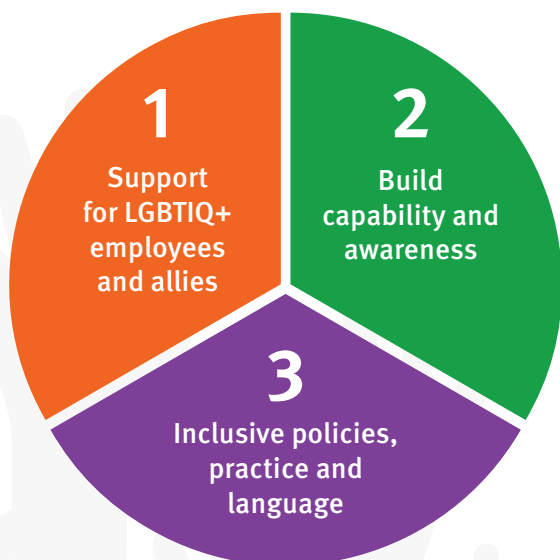 1
Support
for LGBTIQ+
employees
and allies
2
Build
capability and
awareness
3
Inclusive policies,
practice and
language